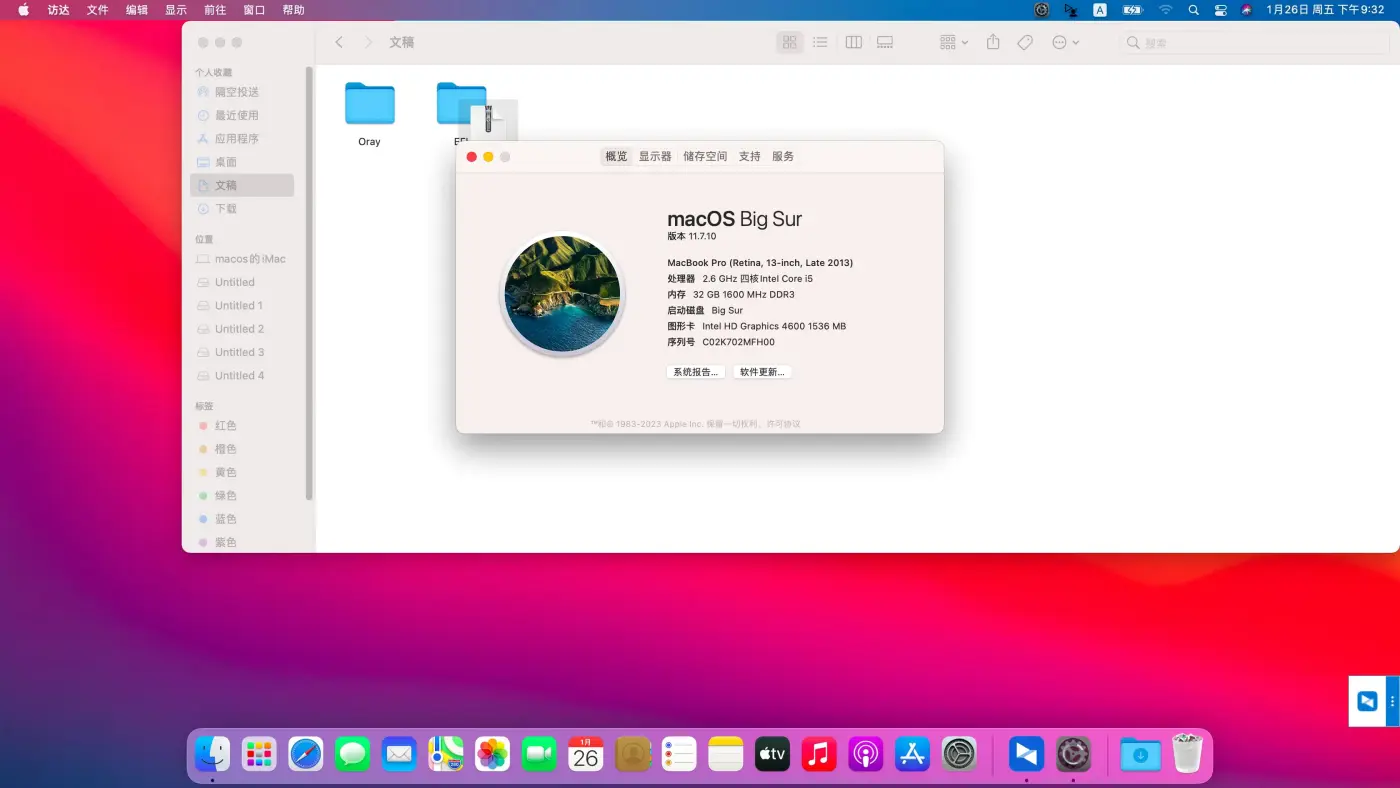 访达 文件 编辑 显示 前往 窗口 帮助
A
1月26日 周五 下午9:32
文稿
搜索
个人收藏
隔空投送
最近使用
应用程序
桌面
文稿
下载
位置
macos的iMac
Untitled
Untitled 1
Untitled 2
Untitled 3
Untitled 4
标签
红色
橙色
黄色
绿色
蓝色
紫色
Oray
概览 显示器 储存空间 支持 服务
macOS Big Sur
版本 11.7.10
MacBook Pro (Retina, 13-inch, Late 2013)
处理器 2.6 GHz 四核Intel Core i5
内存 32 GB 1600 MHz DDR3
启动磁盘 Big Sur
图形卡 Intel HD Graphics 4600 1536 MB
序列号 C02K702MFH00
系统报告... 软件更新...
™和© 1983-2023 Apple Inc. 保留一切权利。许可协议
1月
26
tv